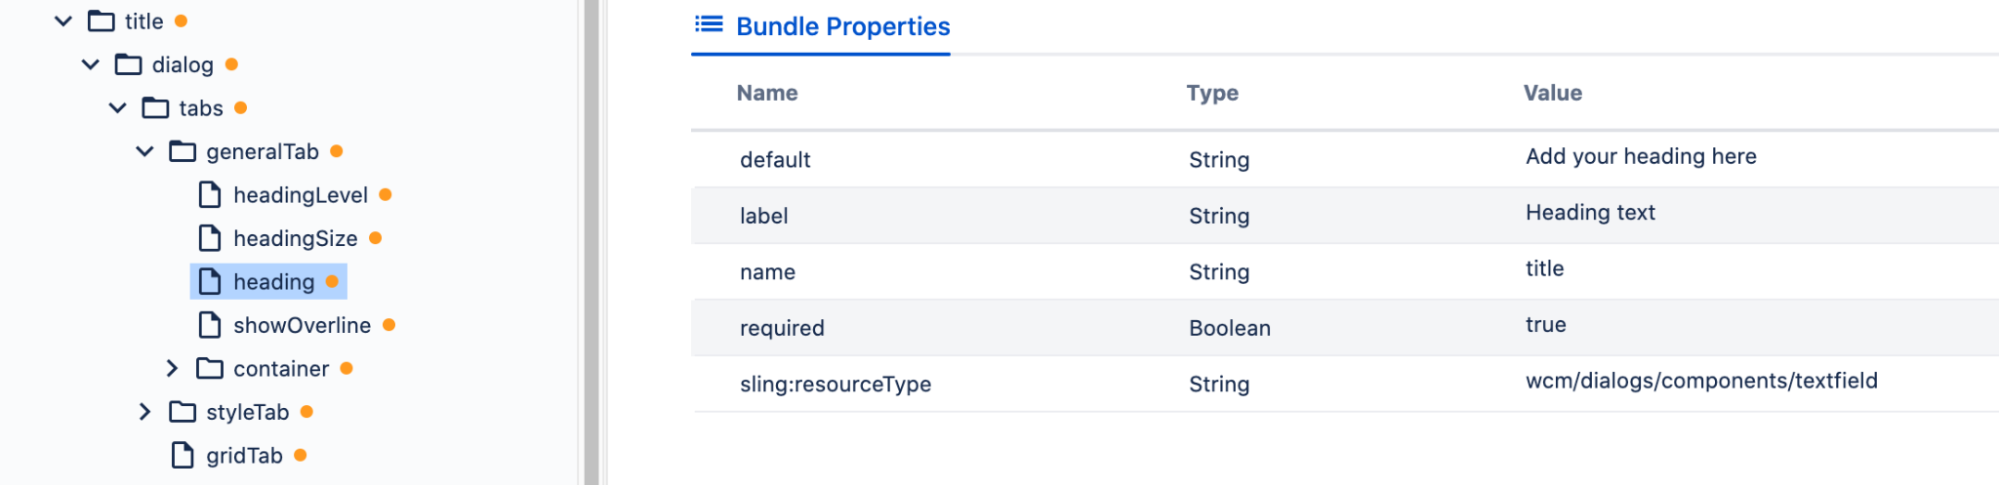 title
dialog
tabs
generalTab
headingLevel
headingSize
heading
showOverline
container
styleTab
gridTab
Bundle Properties
Name Type Value
default String Add your heading here
label String Heading text
name String title
required Boolean true
sling:resourceType String wcm/dialogs/components/textfield